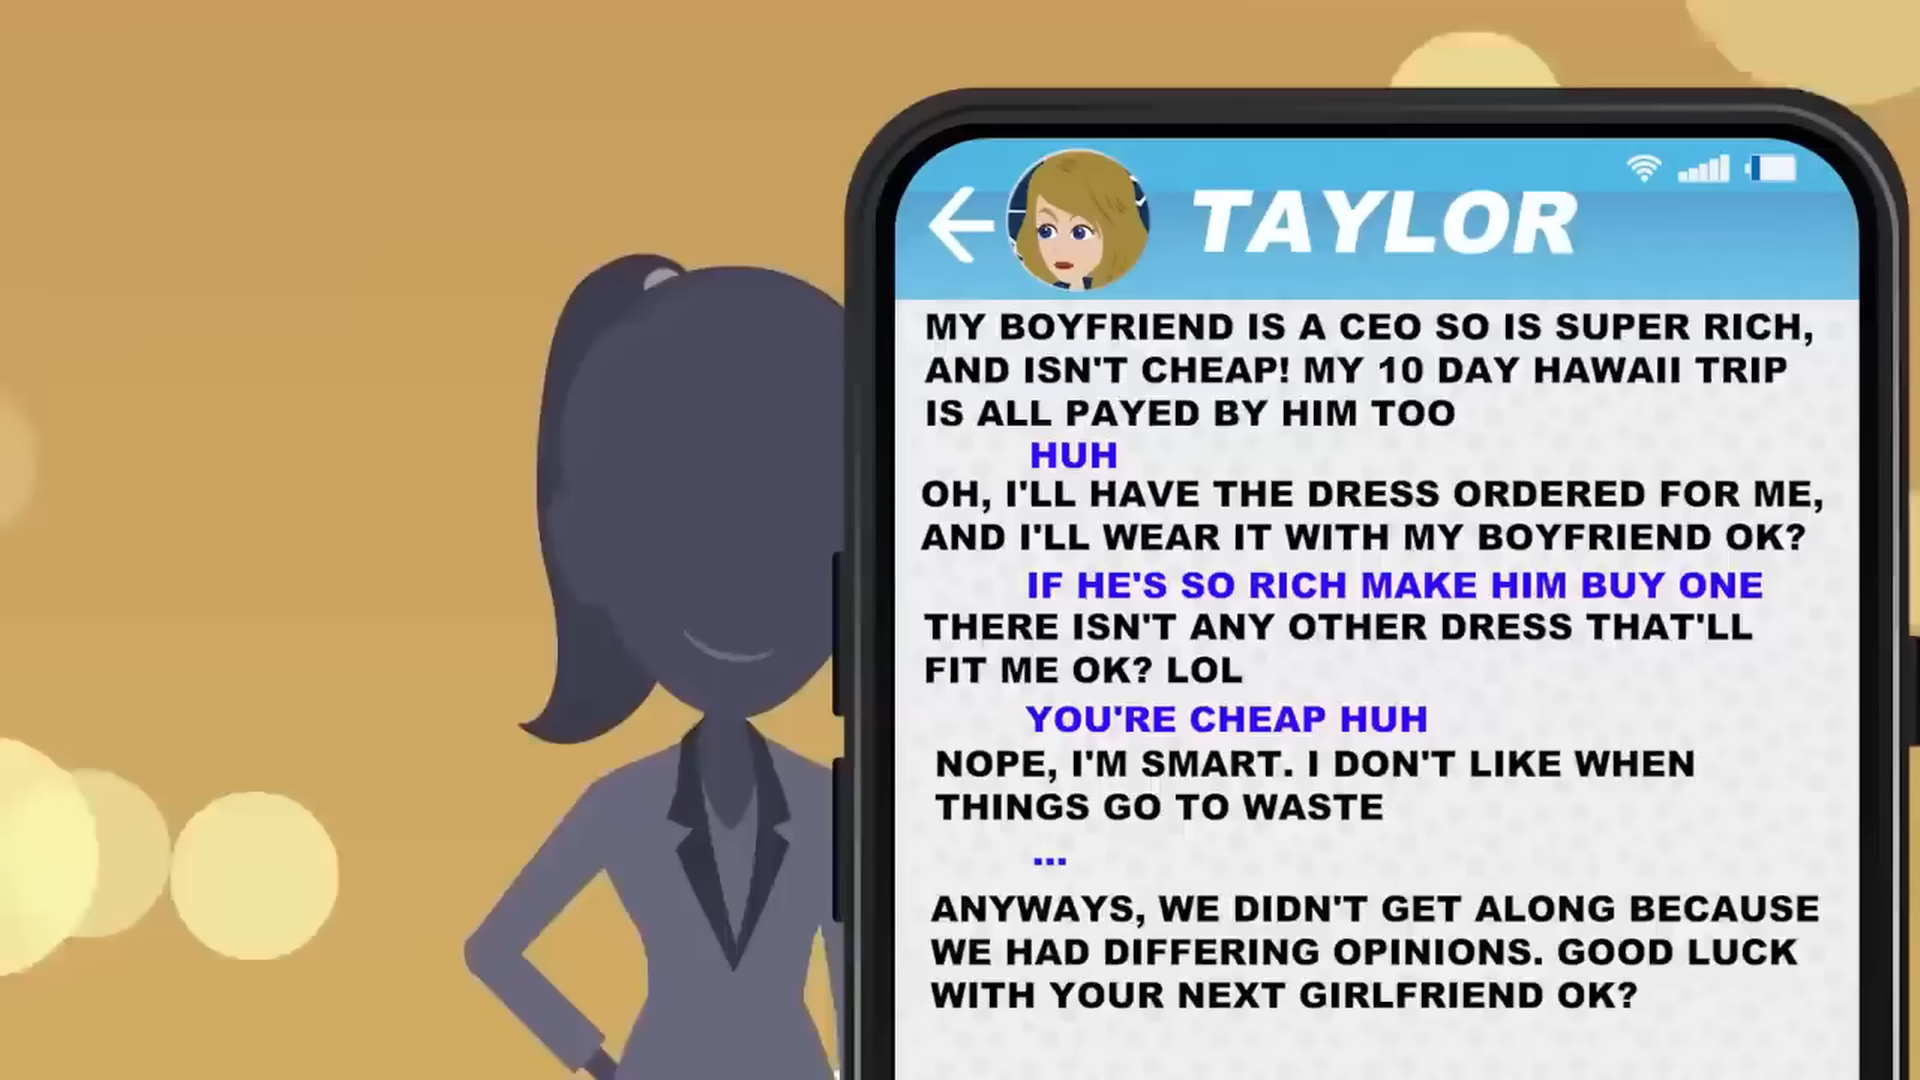 TAYLOR
MY BOYFRIEND IS A CEO SO IS SUPER RICH,
AND ISN'T CHEAP! MY 10 DAY HAWAII TRIP
IS ALL PAYED BY HIM TOO
HUH
OH, I'LL HAVE THE DRESS ORDERED FOR ME,
AND I'LL WEAR IT WITH MY BOYFRIEND OK?
IF HE'S SO RICH MAKE HIM BUY ONE
THERE ISN'T ANY OTHER DRESS THAT'LL
FIT ME OK? LOL
YOU'RE CHEAP HUH
NOPE, I'M SMART. I DON'T LIKE WHEN
THINGS GO TO WASTE
...
ANYWAYS, WE DIDN'T GET ALONG BECAUSE
WE HAD DIFFERING OPINIONS. GOOD LUCK
WITH YOUR NEXT GIRLFRIEND OK?